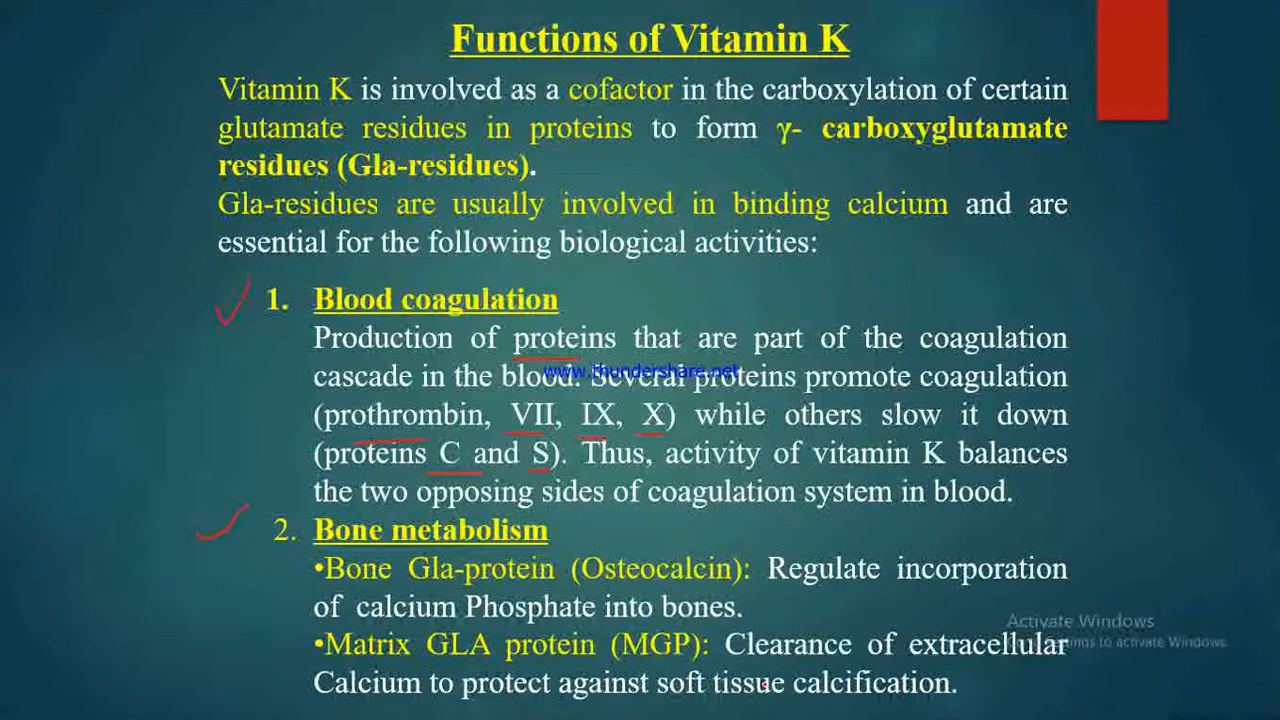 Functions of Vitamin K
Vitamin K is involved as a cofactor in the carboxylation of certain
glutamate residues in proteins to form γ- carboxyglutamate
residues (Gla-residues).
Gla-residues are usually involved in binding calcium and are
essential for the following biological activities:
1. Blood coagulation
Production of proteins that are part of the coagulation
www.thundershare.net
cascade in the blood. Several proteins promote coagulation
(prothrombin, VII, IX, X) while others slow it down
(proteins C and S). Thus, activity of vitamin K balances
the two opposing sides of coagulation system in blood.
2. Bone metabolism
•Bone Gla-protein (Osteocalcin): Regulate incorporation
of calcium Phosphate into bones.
Activate Windows
•Matrix GLA protein (MGP): Clearance of extracellular
to activate Windows.
Calcium to protect against soft tissue calcification.